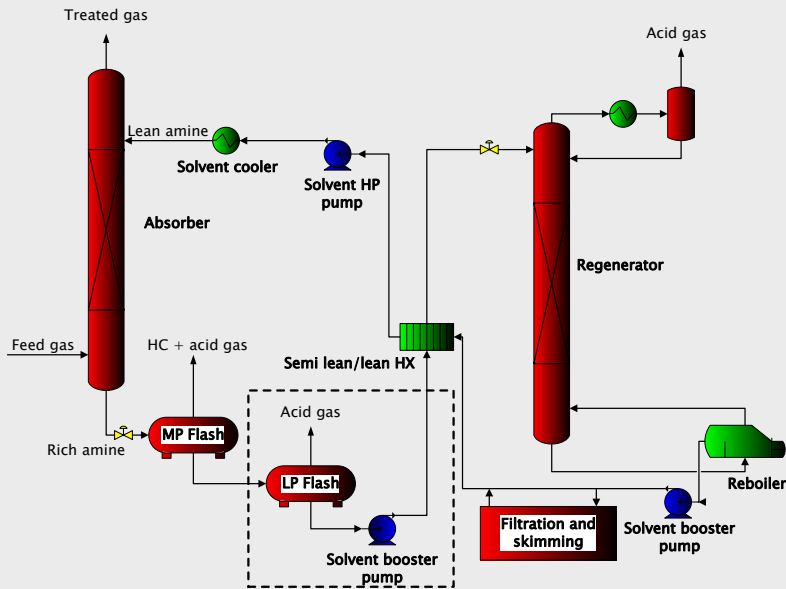 Treated gas
Acid gas
Lean amine
Solvent cooler
Solvent HP
pump
Absorber
Regenerator
Feed gas
HC + acid gas
Semi lean/lean HX
Acid gas
Rich amine
MP Flash
LP Flash
Reboiler
Solvent booster
pump
Filtration and
skimming
Solvent booster
pump